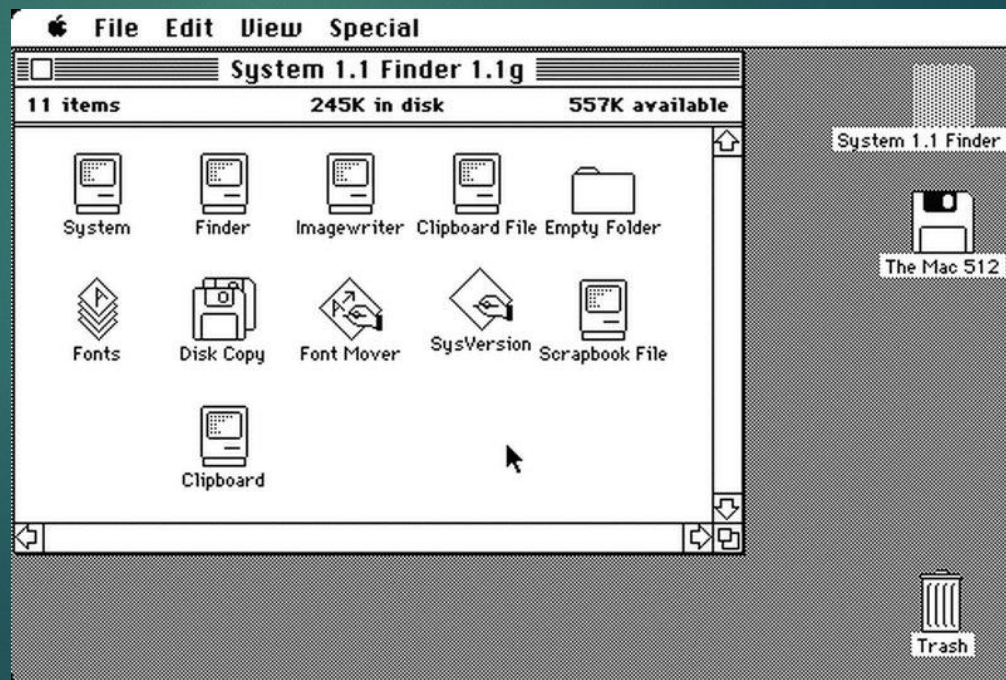 File Edit View Special
System 1.1 Finder 1.1g
11 items 245K in disk 557K available
System Finder Imagewriter Clipboard File Empty Folder
Fonts Disk Copy Font Mover SysVersion Scrapbook File
Clipboard
System 1.1 Finder
The Mac 512
Trash